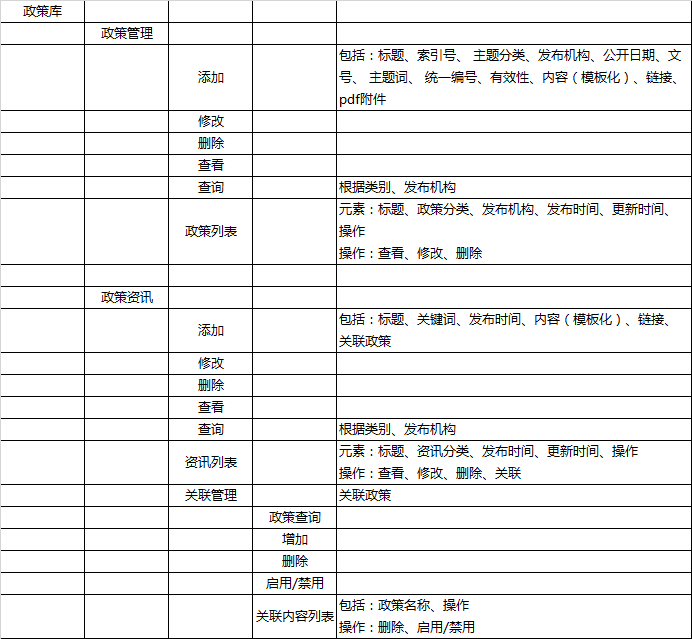 政策库
政策管理
添加
包括：标题、索引号、 主题分类、发布机构、公开日期、文
号、 主题词、 统一编号、有效性、内容（模板化）、链接、
pdf附件
修改
删除
查看
查询
根据类别、发布机构
政策列表
元素：标题、政策分类、发布机构、发布时间、更新时间、
操作
操作：查看、修改、删除
政策资讯
添加
包括：标题、关键词、发布时间、内容（模板化）、链接、
关联政策
修改
删除
查看
查询
根据类别、发布机构
资讯列表
元素：标题、资讯分类、发布时间、更新时间、操作
操作：查看、修改、删除、关联
关联管理
关联政策
政策查询
增加
删除
启用/禁用
关联内容列表
包括：政策名称、操作
操作：删除、启用/禁用